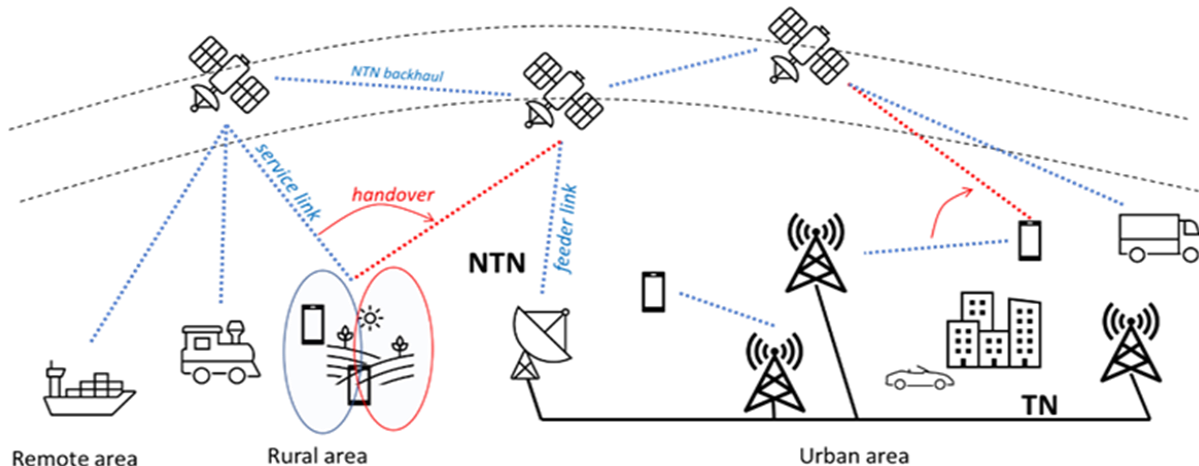 NTN backhaul
service link
handover
feeder link
NTN
TN
Remote area
Rural area
Urban area